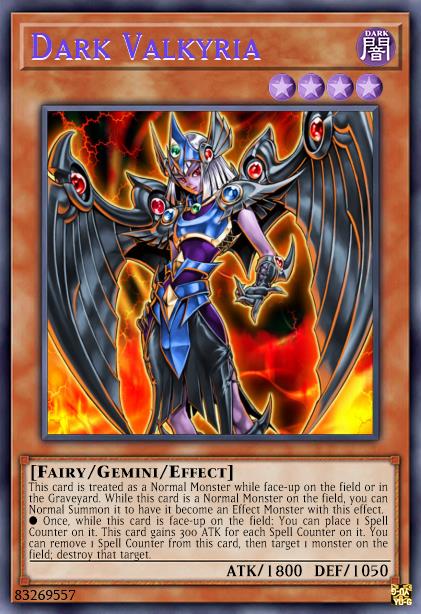 Dark Valkyria
DARK
闇
[Fairy/Gemini/Effect]
This card is treated as a Normal Monster while face-up on the field or in
the Graveyard. While this card is a Normal Monster on the field, you can
Normal Summon it to have it become an Effect Monster with this effect.
● Once, while this card is face-up on the field: You can place 1 Spell
Counter on it. This card gains 300 ATK for each Spell Counter on it. You
can remove 1 Spell Counter from this card, then target 1 monster on the
field; destroy that target.
ATK/1800 DEF/1050
83269557